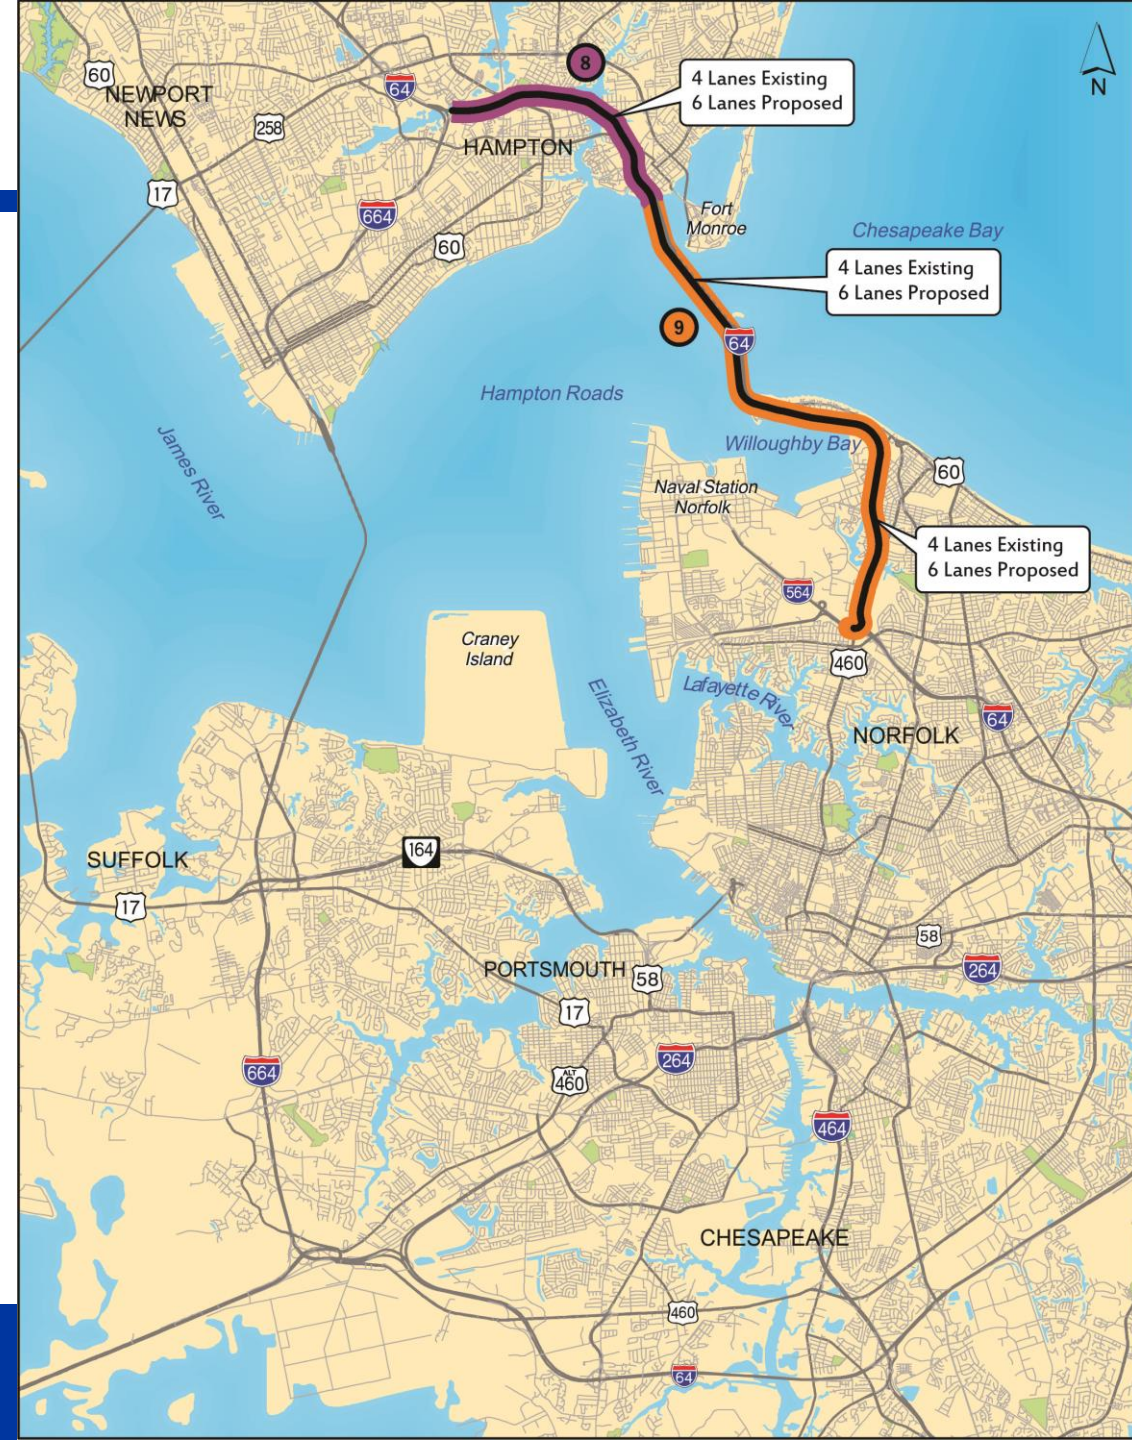 8
4 Lanes Existing
6 Lanes Proposed
N
60
NEWPORT
NEWS
64
258
HAMPTON
17
664
60
Fort
Monroe
Chesapeake Bay
4 Lanes Existing
6 Lanes Proposed
9
64
Hampton Roads
James River
Willoughby Bay
60
Naval Station
Norfolk
4 Lanes Existing
6 Lanes Proposed
564
Craney
Island
460
Elizabeth River
Lafayette River
64
NORFOLK
164
SUFFOLK
17
58
PORTSMOUTH
58
264
17
664
264
ALT
460
464
CHESAPEAKE
460
64